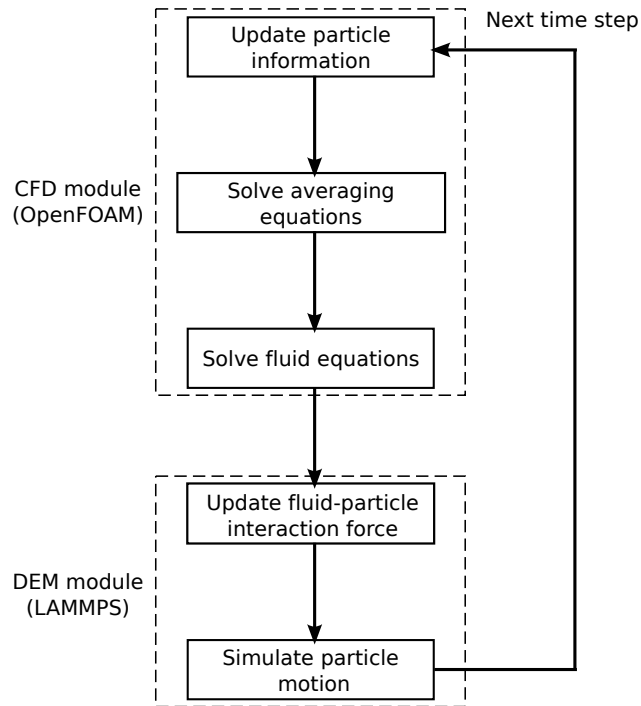 Next time step
Update particle
information
CFD module
(OpenFOAM)
Solve averaging
equations
Solve fluid equations
Update fluid-particle
interaction force
DEM module
(LAMMPS)
Simulate particle
motion